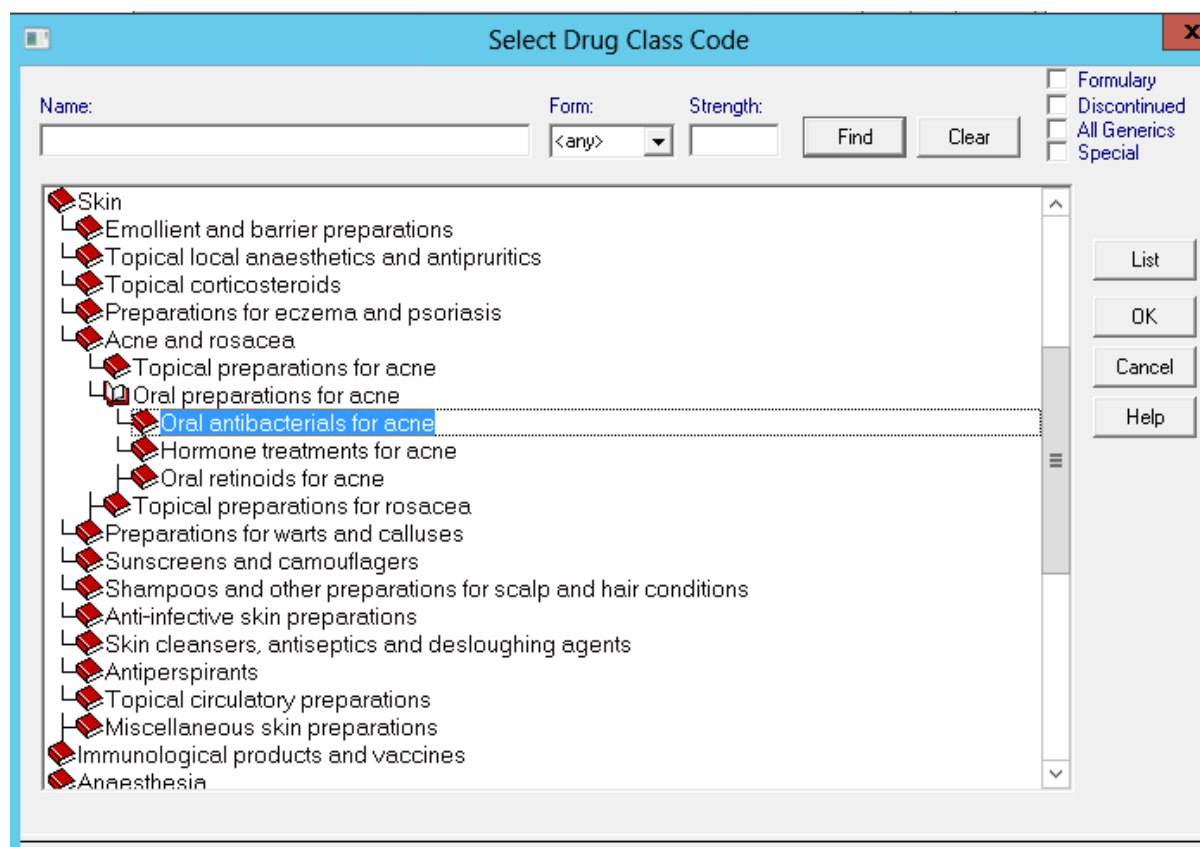 Select Drug Class Code
x
Name:
Form:
Strength:
<any>
Find
Clear
Formulary
Discontinued
All Generics
Special
Skin
Emollient and barrier preparations
Topical local anaesthetics and antipruritics
Topical corticosteroids
Preparations for eczema and psoriasis
Acne and rosacea
Topical preparations for acne
Oral preparations for acne
Oral antibacterials for acne
Hormone treatments for acne
Oral retinoids for acne
Topical preparations for rosacea
Preparations for warts and calluses
Sunscreens and camouflagers
Shampoos and other preparations for scalp and hair conditions
Anti-infective skin preparations
Skin cleansers, antiseptics and desloughing agents
Antiperspirants
Topical circulatory preparations
Miscellaneous skin preparations
Immunological products and vaccines
Anaesthesia
List
OK
Cancel
Help